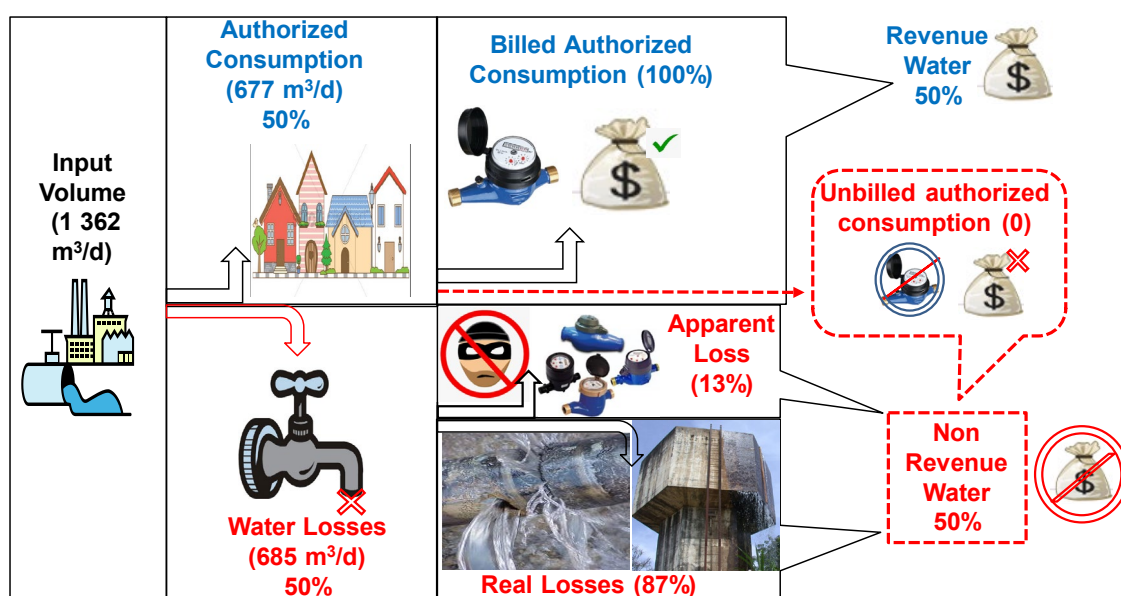 Input
Volume
(1 362
m³/d)
Authorized
Consumption
(677 m³/d)
50%
Billed Authorized
Consumption (100%)
$
Revenue
Water
50%
$
Unbilled authorized
consumption (0)
$
Water Losses
(685 m³/d)
50%
Apparent
Loss
(13%)
Real Losses (87%)
Non
Revenue
Water
50%
$